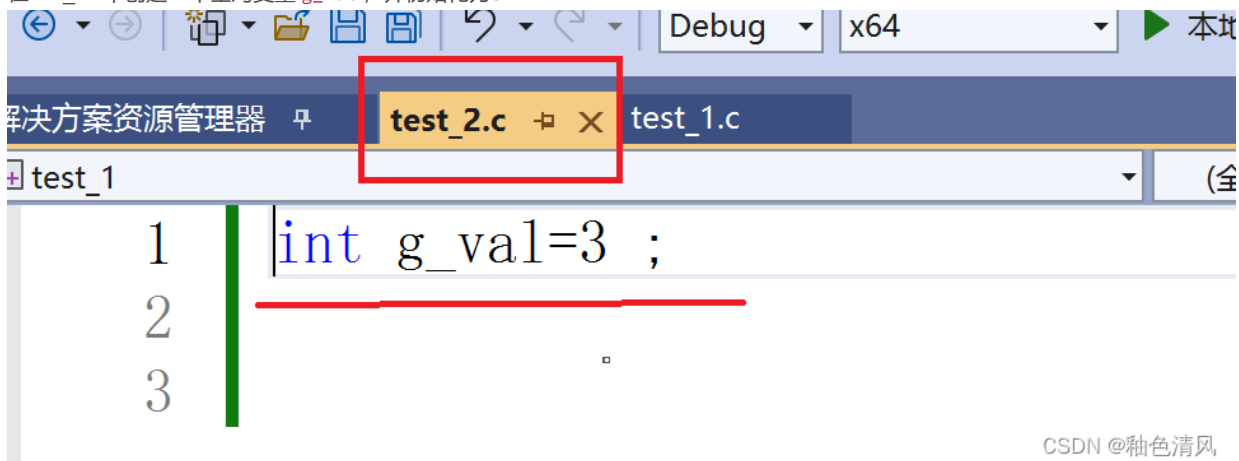 Debug x64 本地
解决方案资源管理器 test_2.c test_1.c
test_1 (全
1 int g_val=3 ;
2
3
CSDN @釉色清风